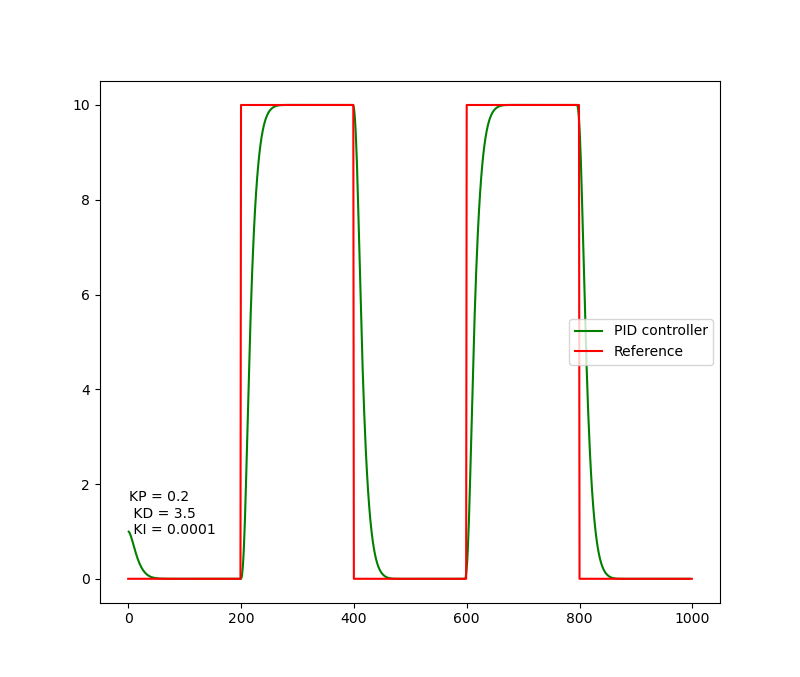 10
8
6
4
2
0
KP = 0.2
KD = 3.5
KI = 0.0001
PID controller
Reference
0 200 400 600 800 1000